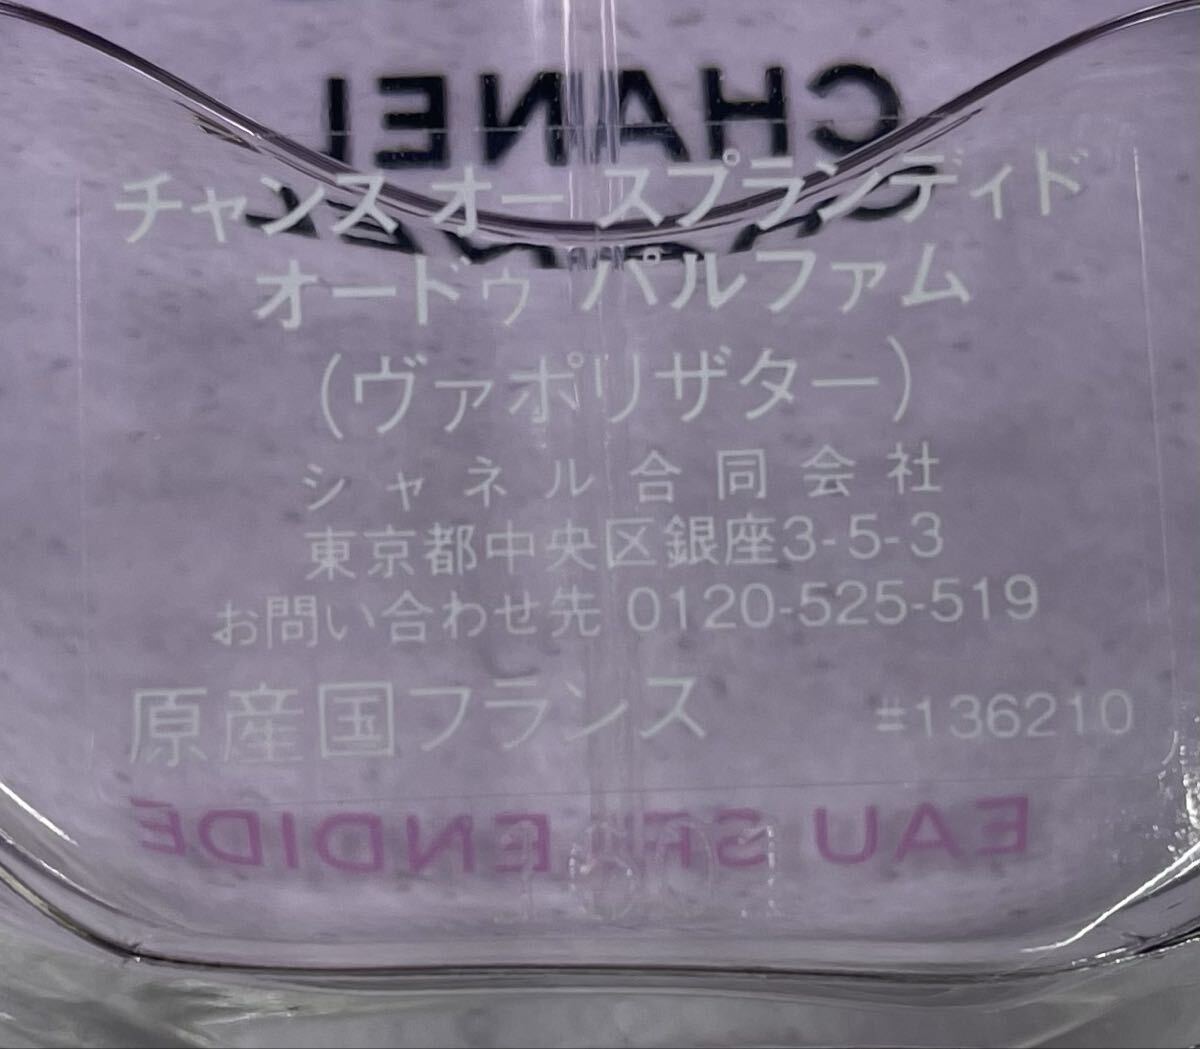 CHANEL
チャンス オー スプランディド
オードゥ パルファム
(ヴァポリザター)
シャネル合同会社
東京都中央区銀座3-5-3
お問い合わせ先 0120-525-519
原産国フランス #136210
EAU SPLENDIDE